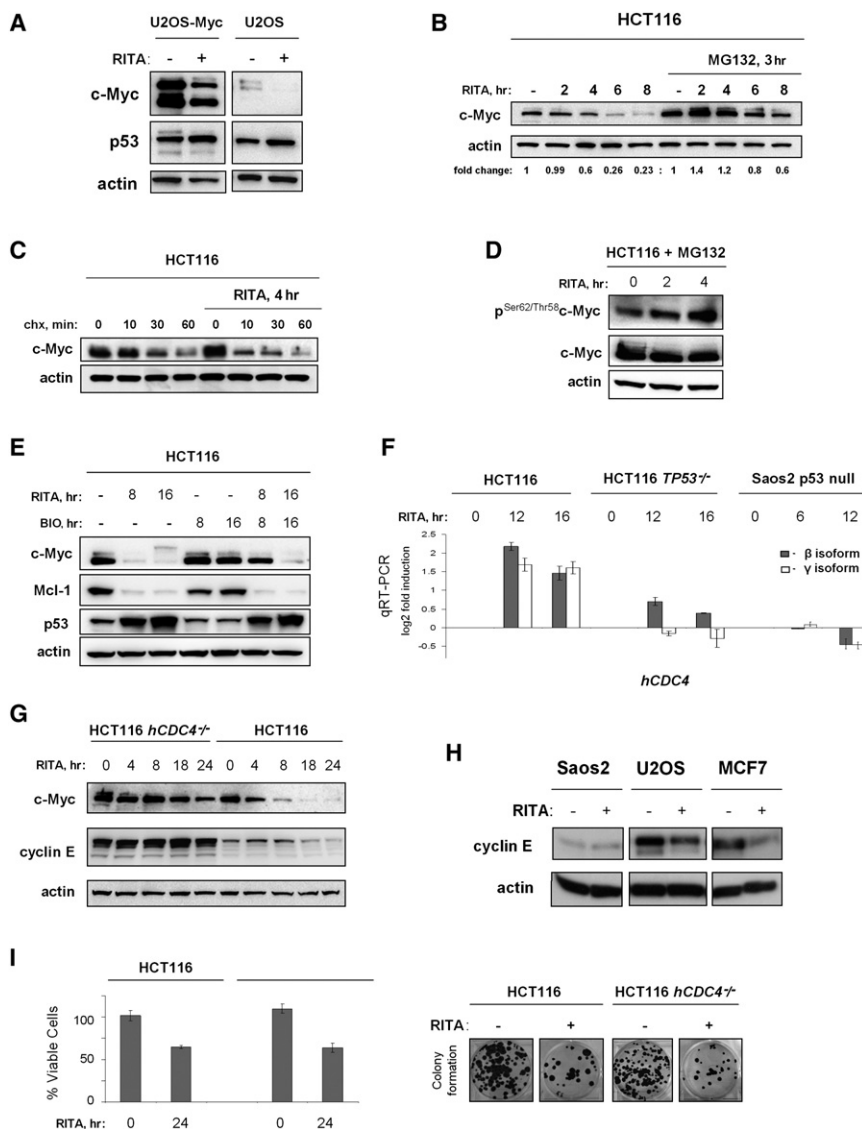 A
U2OS-Myc U2OS
RITA: - + - +
c-Myc
p53
actin
B
HCT116
MG132, 3hr
RITA, hr: - 2 4 6 8 - 2 4 6 8
c-Myc
actin
fold change: 1 0.99 0.6 0.26 0.23 : 1 1.4 1.2 0.8 0.6
C
HCT116
RITA, 4 hr
chx, min: 0 10 30 60 0 10 30 60
c-Myc
actin
D
HCT116 + MG132
RITA, hr: 0 2 4
pSer62/Thr58c-Myc
c-Myc
actin
E
HCT116
RITA, hr: - 8 16 - - 8 16
BIO, hr: - - - 8 16 8 16
c-Myc
Mcl-1
p53
actin
F
HCT116 HCT116 TP53-/- Saos2 p53 null
RITA, hr: 0 12 16 0 12 16 0 6 12
qRT-PCR
log2 fold induction
2.5
2
1.5
1
0.5
0
-0.5
- β isoform
- γ isoform
hCDC4
G
HCT116 hCDC4-/- HCT116
RITA, hr: 0 4 8 18 24 0 4 8 18 24
c-Myc
cyclin E
actin
H
Saos2 U2OS MCF7
RITA: - + - + - +
cyclin E
actin
I
HCT116
% Viable Cells
100
50
0
RITA, hr: 0 24 0 24
HCT116 HCT116 hCDC4-/-
RITA: - + - +
Colony
formation